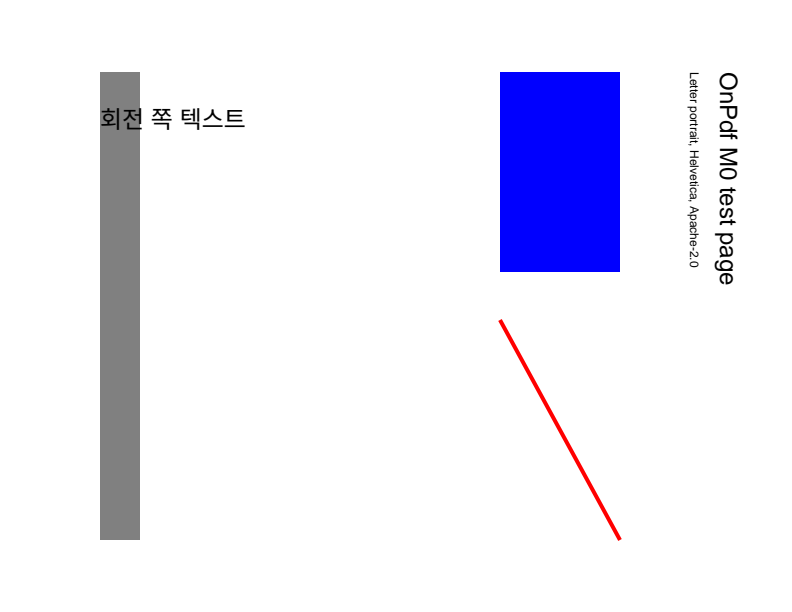 회전 쪽 텍스트
OnPdf M0 test page
Letter portrait, Helvetica, Apache-2.0